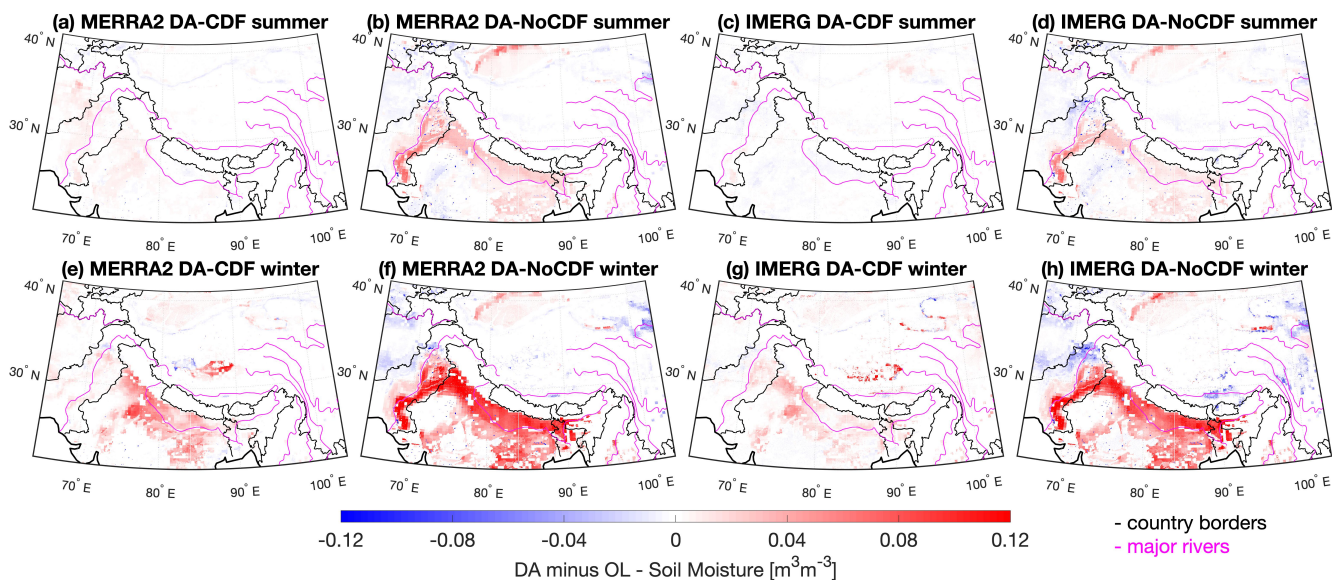 (a) MERRA2 DA-CDF summer
(b) MERRA2 DA-NoCDF summer
(c) IMERG DA-CDF summer
(d) IMERG DA-NoCDF summer
40° N
40° N
40° N
40° N
30° N
30° N
30° N
30° N
70° E 80° E 90° E 100° E
70° E 80° E 90° E 100° E
70° E 80° E 90° E 100° E
70° E 80° E 90° E 100° E
(e) MERRA2 DA-CDF winter
(f) MERRA2 DA-NoCDF winter
(g) IMERG DA-CDF winter
(h) IMERG DA-NoCDF winter
40° N
40° N
40° N
40° N
30° N
30° N
30° N
30° N
70° E 80° E 90° E 100° E
70° E 80° E 90° E 100° E
70° E 80° E 90° E 100° E
70° E 80° E 90° E 100° E
-0.12 -0.08 -0.04 0 0.04 0.08 0.12
DA minus OL - Soil Moisture [m³m⁻³]
- country borders
- major rivers